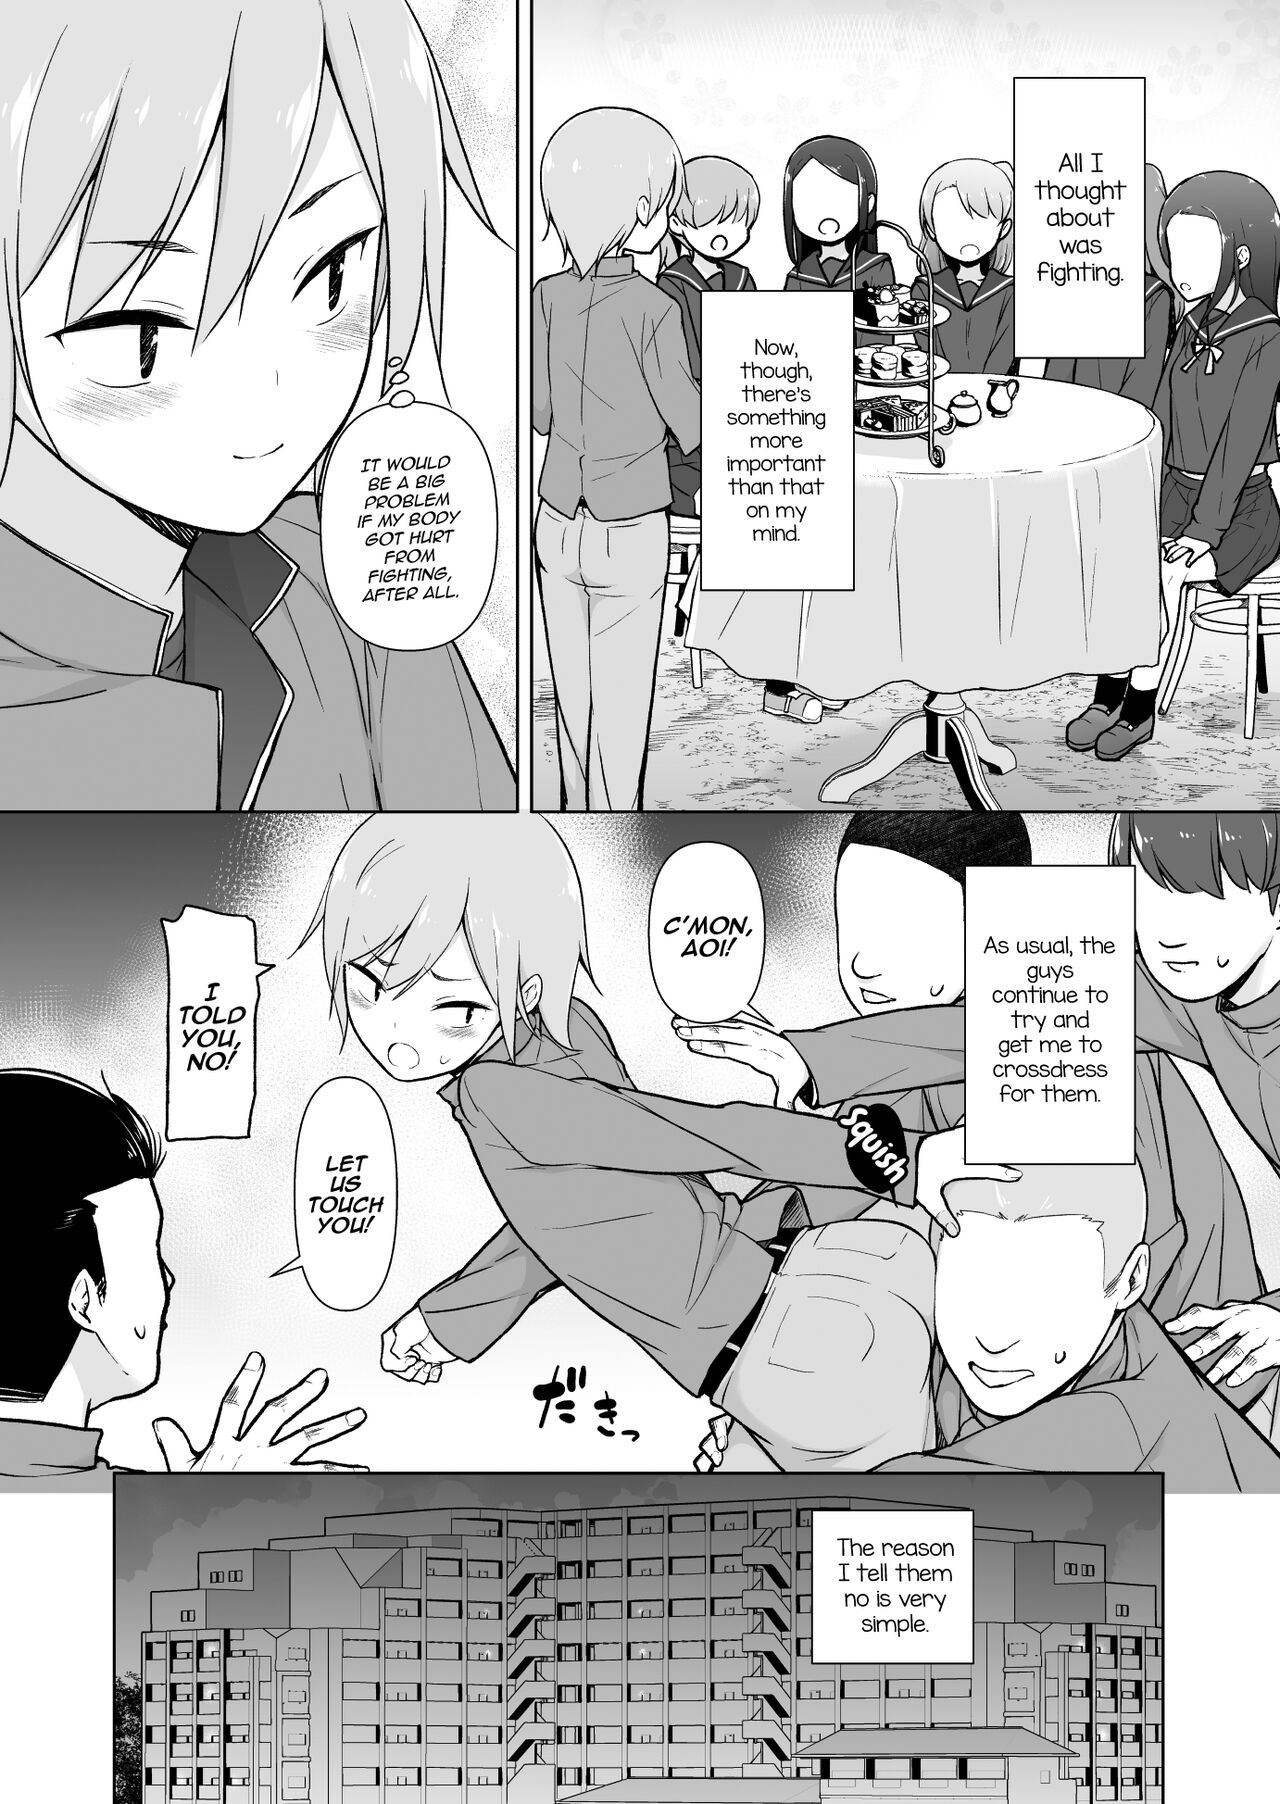 All I
thought
about
was
fighting.
Now,
though,
there's
something
more
important
than that
on my
mind.
IT WOULD
BE A BIG
PROBLEM
IF MY BODY
GOT HURT
FROM
FIGHTING,
AFTER ALL.
As usual, the
guys
continue to
try and
get me to
crossdress
for them.
C'MON,
AOI!
squish
I
TOLD
YOU,
NO!
LET
US
TOUCH
YOU!
だきっ
The reason
I tell them
no is very
simple.